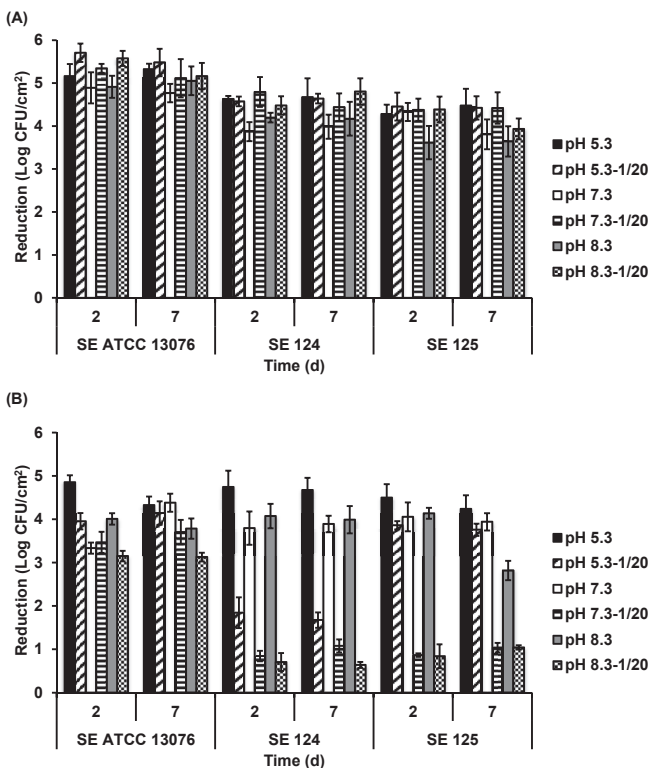 (A)
6
5
4
3
2
1
0
Reduction (Log CFU/cm²)
2 7 2 7 2 7
SE ATCC 13076 SE 124 SE 125
Time (d)
pH 5.3
pH 5.3-1/20
pH 7.3
pH 7.3-1/20
pH 8.3
pH 8.3-1/20
(B)
6
5
4
3
2
1
0
Reduction (Log CFU/cm²)
2 7 2 7 2 7
SE ATCC 13076 SE 124 SE 125
Time (d)
pH 5.3
pH 5.3-1/20
pH 7.3
pH 7.3-1/20
pH 8.3
pH 8.3-1/20